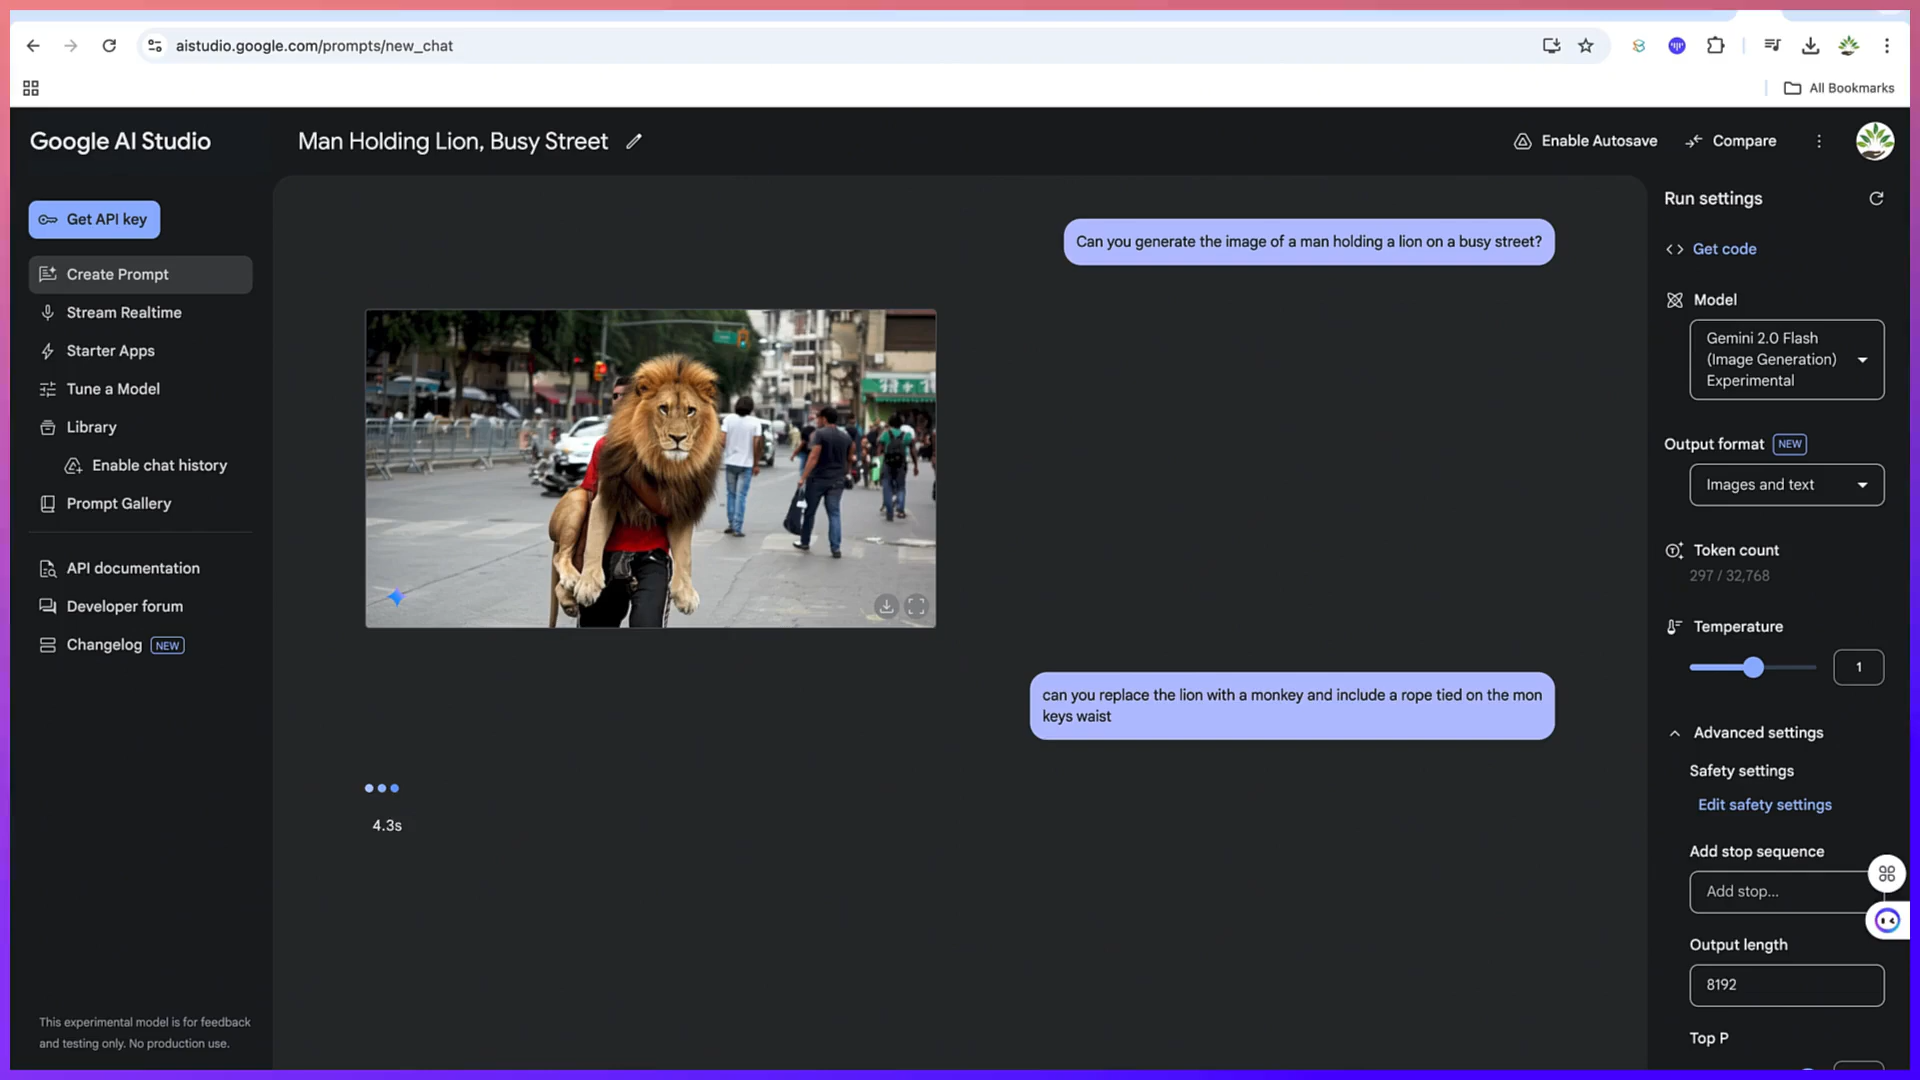 aistudio.google.com/prompts/new_chat
All Bookmarks
Google AI Studio
Man Holding Lion, Busy Street
Enable Autosave
Compare
Get API key
Create Prompt
Stream Realtime
Starter Apps
Tune a Model
Library
Enable chat history
Prompt Gallery
API documentation
Developer forum
Changelog NEW
This experimental model is for feedback
and testing only. No production use.
Can you generate the image of a man holding a lion on a busy street?
can you replace the lion with a monkey and include a rope tied on the mon
keys waist
4.3s
Run settings
Get code
Model
Gemini 2.0 Flash
(Image Generation)
Experimental
Output format NEW
Images and text
Token count
297 / 32,768
Temperature
1
Advanced settings
Safety settings
Edit safety settings
Add stop sequence
Add stop...
Output length
8192
Top P